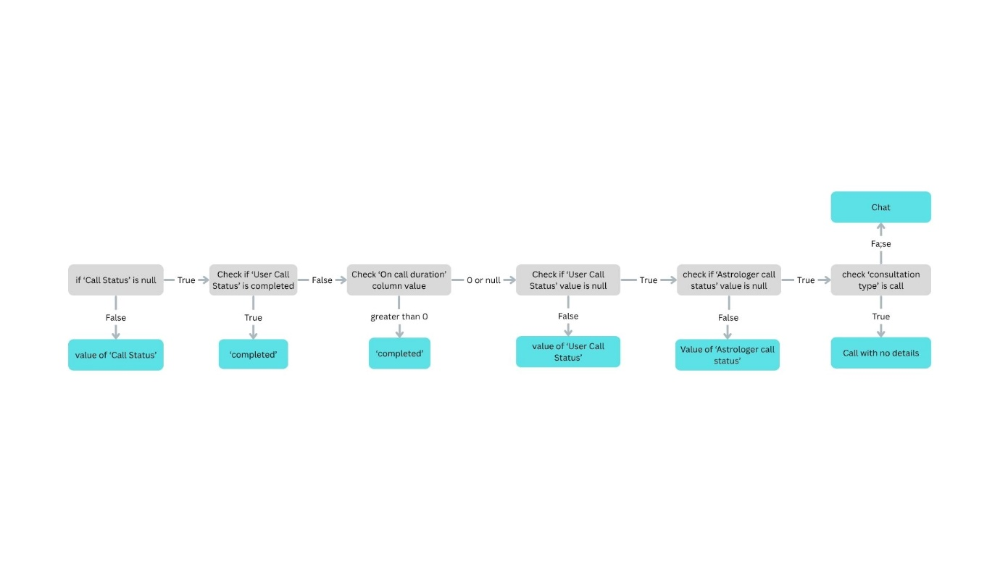 Chat
Fa;se
if ‘Call Status’ is null
True
Check if ‘User Call
Status’ is completed
False
Check ‘On call duration’
column value
0 or null
Check if ‘User Call
Status’ value is null
True
check if ‘Astrologer call
status’ value is null
True
check ‘consultation
type’ is call
False
True
greater than 0
False
False
True
value of ‘Call Status’
‘completed’
‘completed’
value of ‘User Call
Status’
Value of ‘Astrologer call
status’
Call with no details